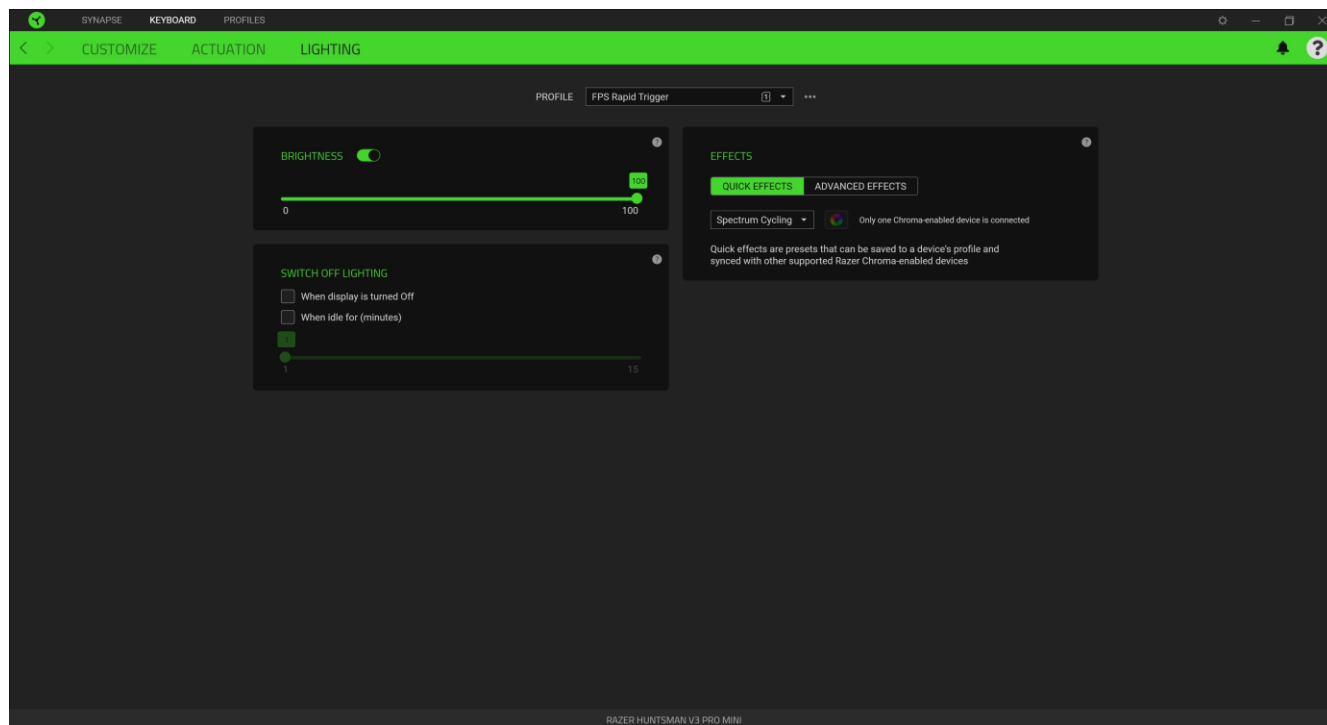 SYNAPSE KEYBOARD PROFILES
CUSTOMIZE ACTUATION LIGHTING
PROFILE FPS Rapid Trigger 1
BRIGHTNESS
100
0 100
SWITCH OFF LIGHTING
When display is turned Off
When idle for (minutes)
1
1 15
EFFECTS
QUICK EFFECTS ADVANCED EFFECTS
Spectrum Cycling Only one Chroma-enabled device is connected
Quick effects are presets that can be saved to a device's profile and
synced with other supported Razer Chroma-enabled devices
RAZER HUNTSMAN V3 PRO MINI